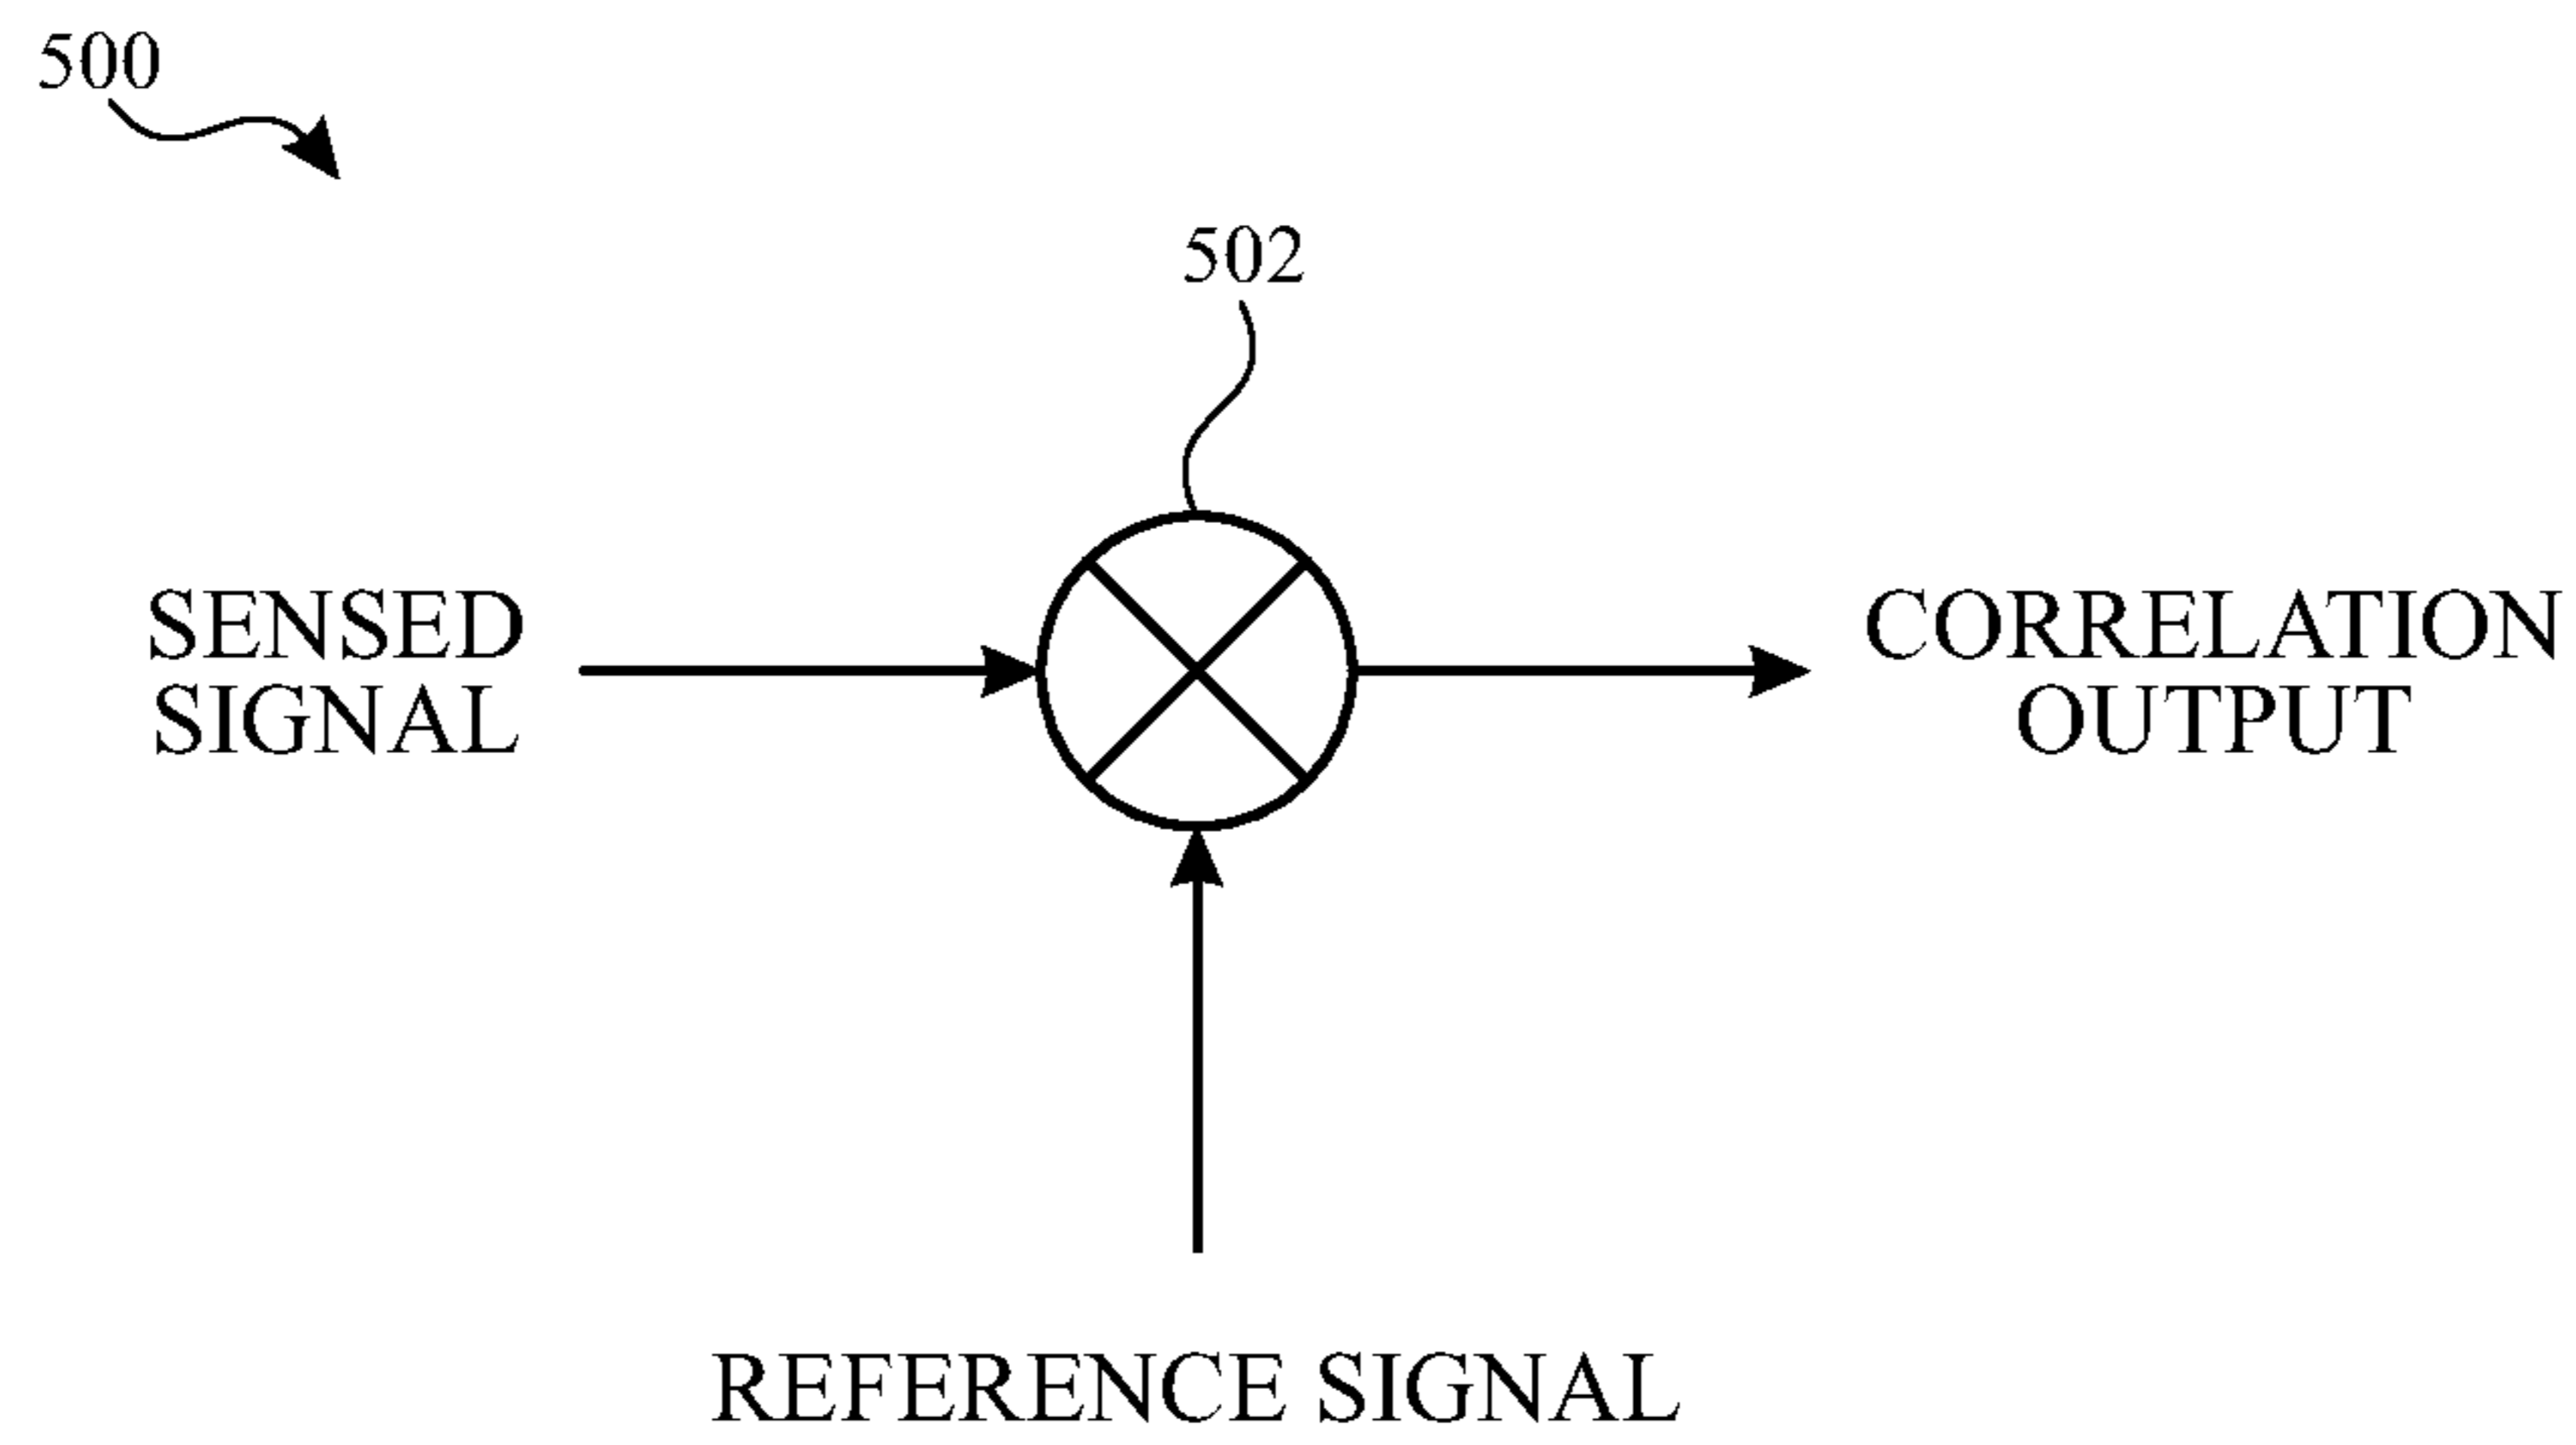 500
502
SENSED
SIGNAL
CORRELATION
OUTPUT
REFERENCE SIGNAL